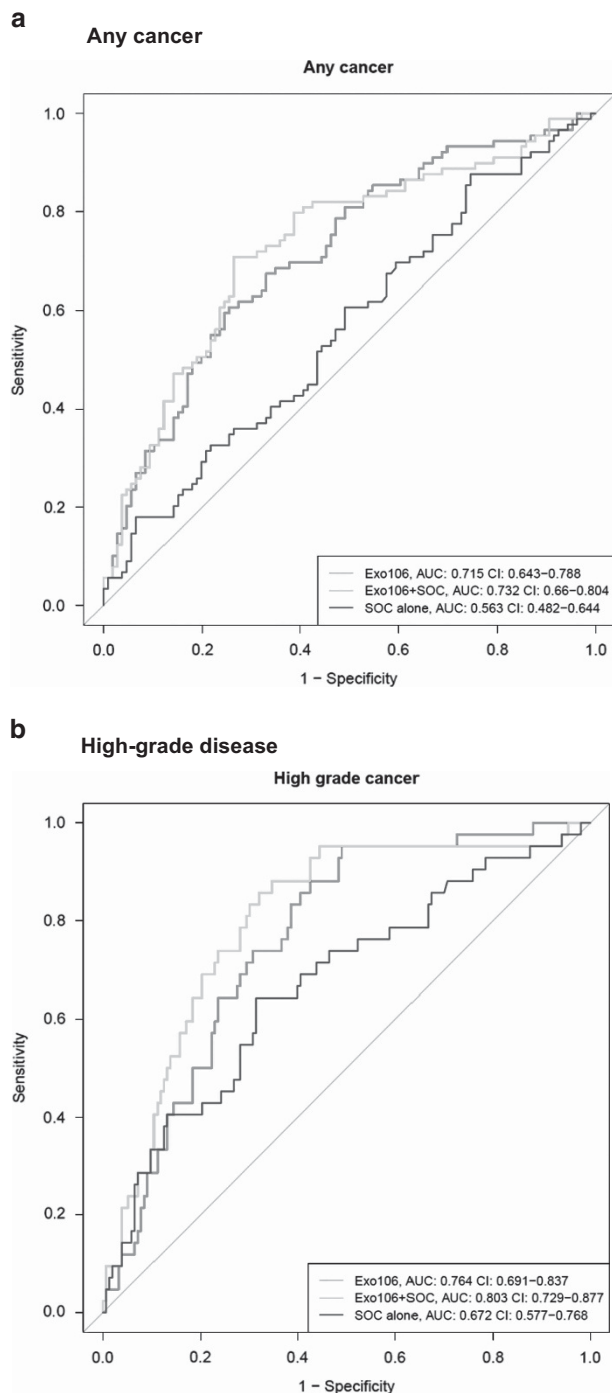 a
Any cancer
Any cancer
1.0
0.8
0.6
0.4
0.2
0.0
Sensitivity
Exo106, AUC: 0.715 CI: 0.643−0.788
Exo106+SOC, AUC: 0.732 CI: 0.66−0.804
SOC alone, AUC: 0.563 CI: 0.482−0.644
0.0 0.2 0.4 0.6 0.8 1.0
1 − Specificity
b
High-grade disease
High grade cancer
1.0
0.8
0.6
0.4
0.2
0.0
Sensitivity
Exo106, AUC: 0.764 CI: 0.691−0.837
Exo106+SOC, AUC: 0.803 CI: 0.729−0.877
SOC alone, AUC: 0.672 CI: 0.577−0.768
0.0 0.2 0.4 0.6 0.8 1.0
1 − Specificity